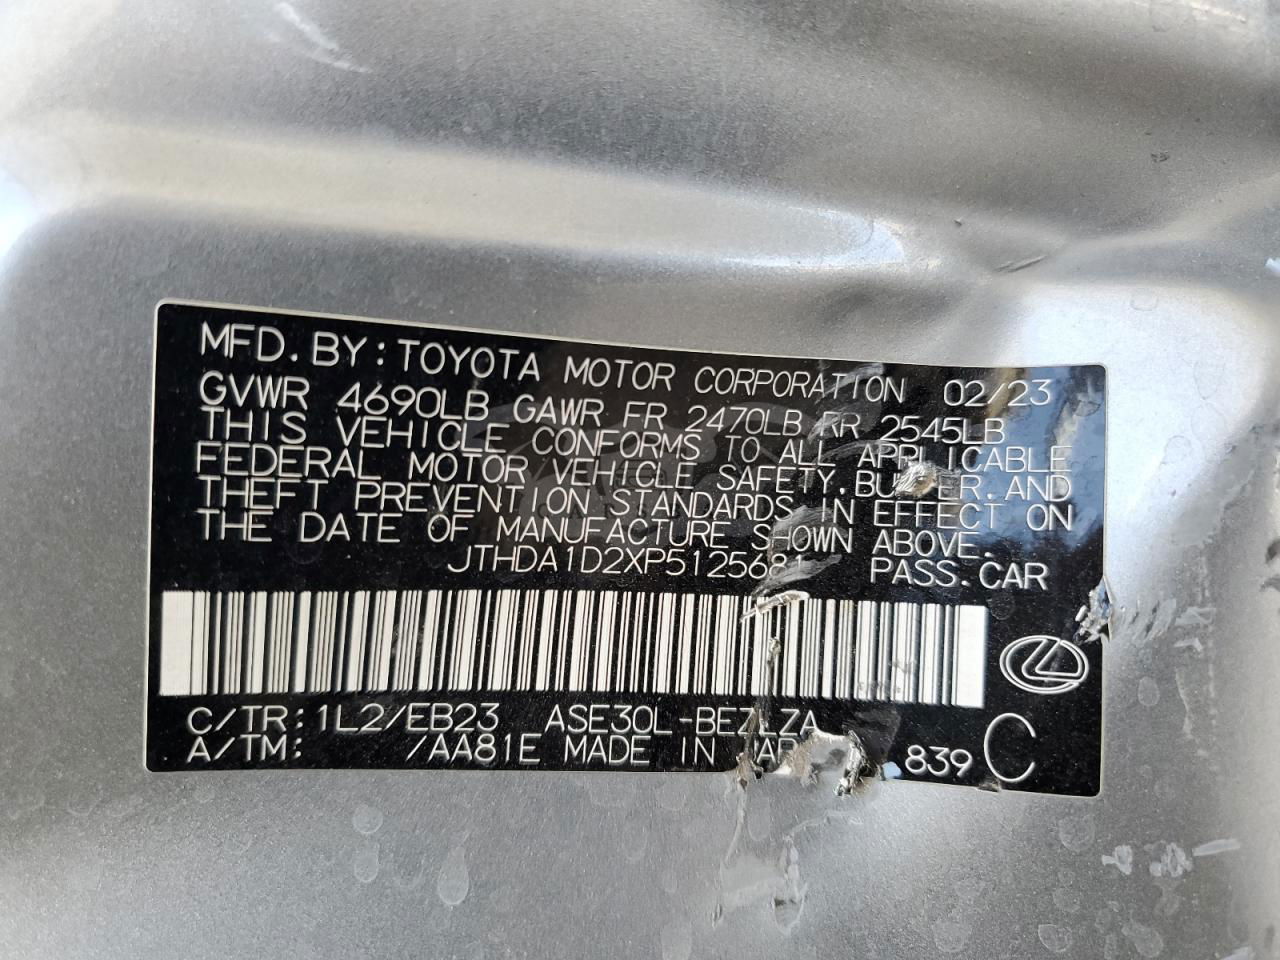 MFD. BY: TOYOTA MOTOR CORPORATION 02/23
GVWR 4690LB GAWR FR 2470LB RR 2545LB
THIS VEHICLE CONFORMS TO ALL APPLICABLE
FEDERAL MOTOR VEHICLE SAFETY, BUMPER, AND
THEFT PREVENTION STANDARDS IN EFFECT ON
THE DATE OF MANUFACTURE SHOWN ABOVE.
JTHDA1D2XP5125681 PASS. CAR
C/TR: 1L2/EB23 ASE30L-BEZLZA
A/TM: /AA81E MADE IN 839 C